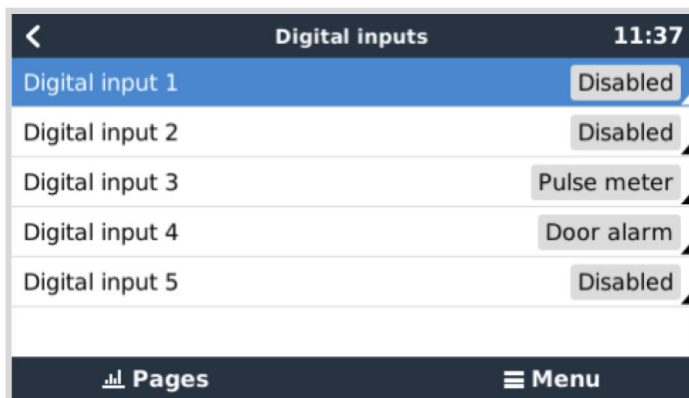 Digital inputs 11:37
Digital input 1 Disabled
Digital input 2 Disabled
Digital input 3 Pulse meter
Digital input 4 Door alarm
Digital input 5 Disabled
Pages Menu